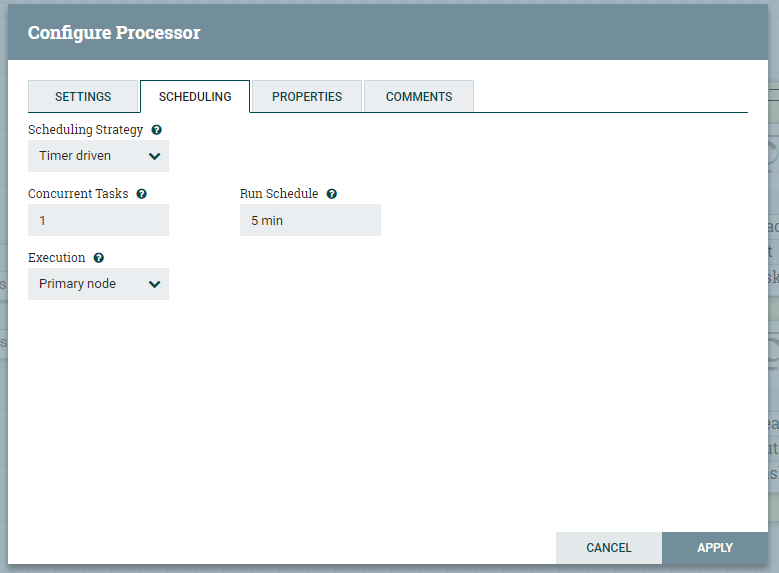 Configure Processor
SETTINGS
SCHEDULING
PROPERTIES
COMMENTS
Scheduling Strategy
Timer driven
Concurrent Tasks
Run Schedule
1
5 min
Execution
Primary node
CANCEL
APPLY